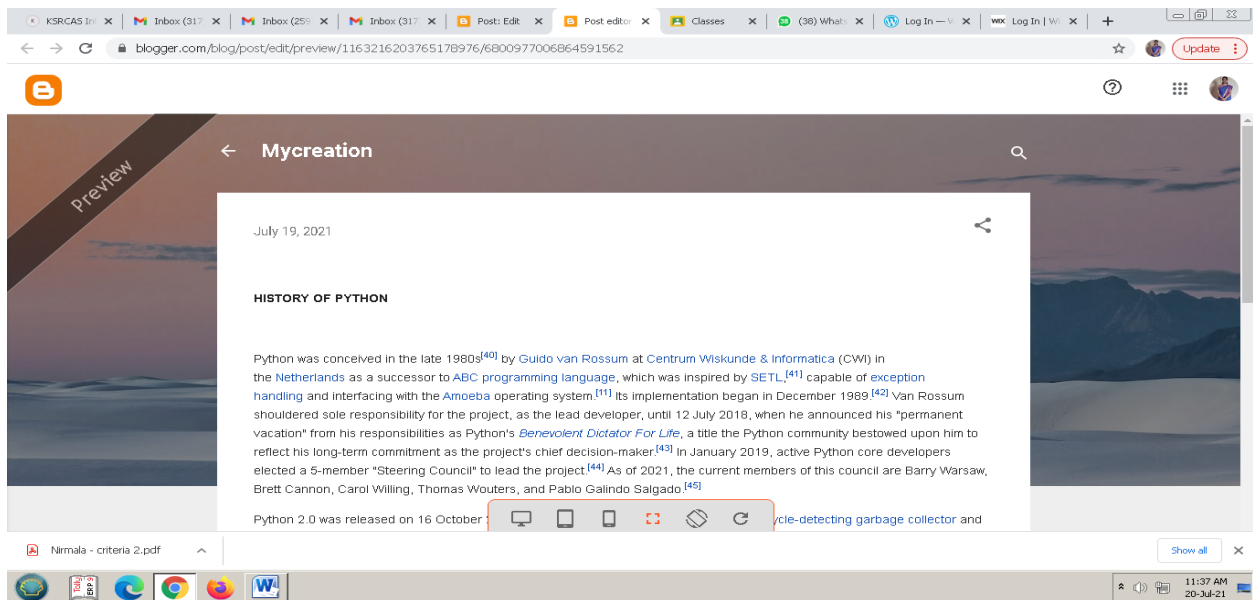 KSRCAS In
Inbox (317
Inbox (259
Inbox (317
Post: Edit
Post editor
Classes
(38) Whats
Log In — W
WiX Log In | Wi
blogger.com/blog/post/edit/preview/1163216203765178976/6800977006864591562
Update
Preview
Mycreation
July 19, 2021
HISTORY OF PYTHON
Python was conceived in the late 1980s[40] by Guido van Rossum at Centrum Wiskunde & Informatica (CWI) in
the Netherlands as a successor to ABC programming language, which was inspired by SETL,[41] capable of exception
handling and interfacing with the Amoeba operating system.[11] Its implementation began in December 1989.[42] Van Rossum
shouldered sole responsibility for the project, as the lead developer, until 12 July 2018, when he announced his "permanent
vacation" from his responsibilities as Python's Benevolent Dictator For Life, a title the Python community bestowed upon him to
reflect his long-term commitment as the project's chief decision-maker.[43] In January 2019, active Python core developers
elected a 5-member "Steering Council" to lead the project.[44] As of 2021, the current members of this council are Barry Warsaw,
Brett Cannon, Carol Willing, Thomas Wouters, and Pablo Galindo Salgado.[45]
Python 2.0 was released on 16 October ycle-detecting garbage collector and
Nirmala - criteria 2.pdf
Show all
Tally ERP 9
11:37 AM
20-Jul-21